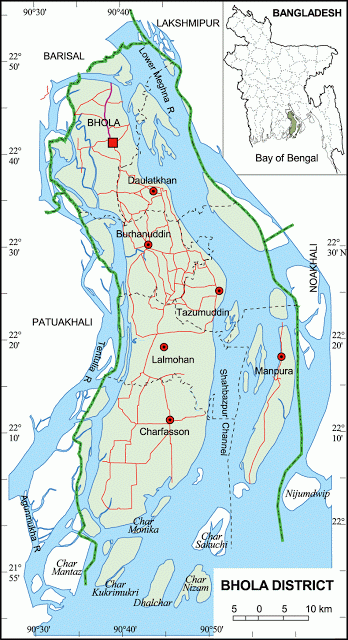 90°30'
90°40'
LAKSHMIPUR
BANGLADESH
Bay of Bengal
22°
50'
BARISAL
Lower Meghna R
BHOLA
22°
40'
Daulatkhan
Burhanuddin
22°
30'
NOAKHALI
Tazumuddin
PATUAKHALI
22°
20'
22°
20'
Tentulia R
Lalmohan
Manpura
Shahbazpur Channel
Charfasson
22°
10'
22°
10'
Agunmukha R
Char
Monika
Nijumdwip
Char
Sakuchi
22°
Char
Mantaz
21°
55'
Char
Kukrimukri
Dhalchar
Char
Nizam
BHOLA DISTRICT
5 0 5 10 km
90°30'
90°40'
90°50'